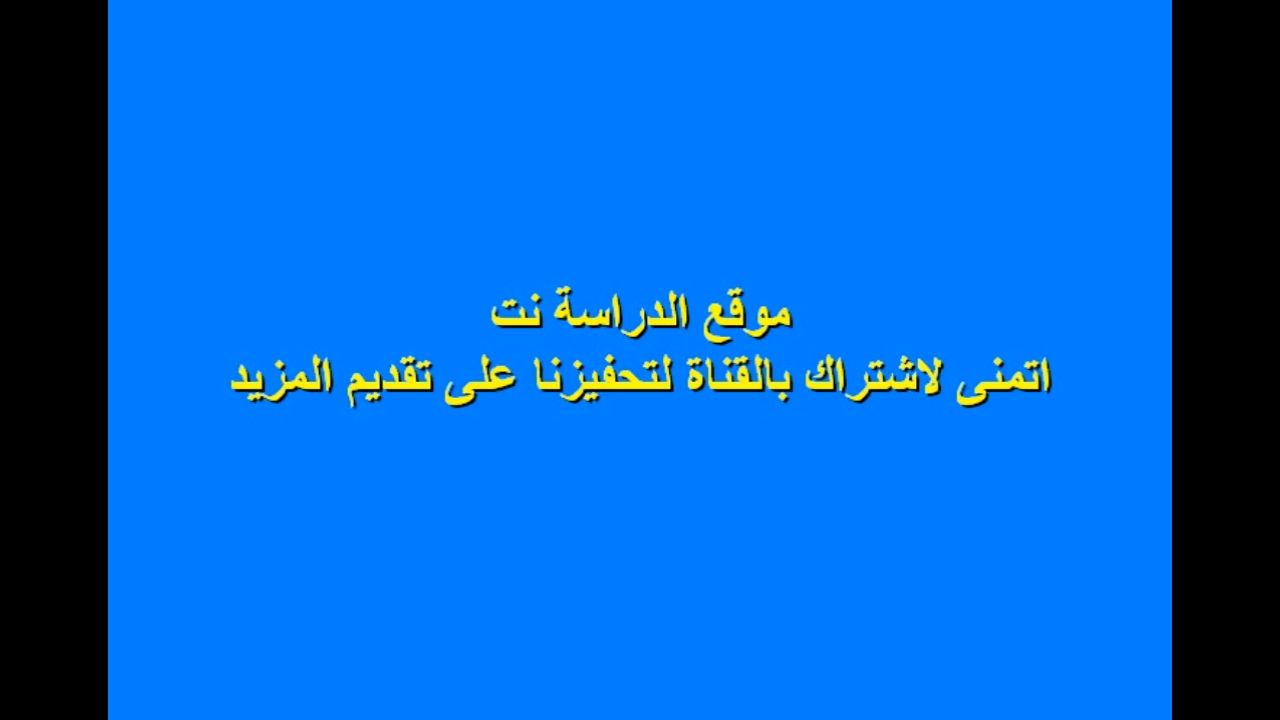 موقع الدراسة نت
اتمنى لاشتراك بالقناة لتحفيزنا على تقديم المزيد